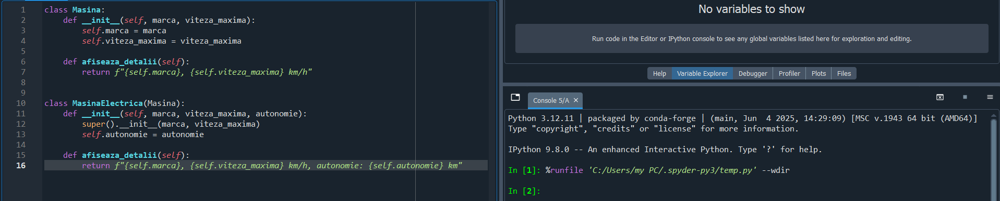 1 class Masina:
2 def __init__(self, marca, viteza_maxima):
3 self.marca = marca
4 self.viteza_maxima = viteza_maxima
5
6 def afiseaza_detalii(self):
7 return f"{self.marca}, {self.viteza_maxima} km/h"
8
9
10 class MasinaElectrica(Masina):
11 def __init__(self, marca, viteza_maxima, autonomie):
12 super().__init__(marca, viteza_maxima)
13 self.autonomie = autonomie
14
15 def afiseaza_detalii(self):
16 return f"{self.marca}, {self.viteza_maxima} km/h, autonomie: {self.autonomie} km"
No variables to show
Run code in the Editor or IPython console to see any global variables listed here for exploration and editing.
Help Variable Explorer Debugger Profiler Plots Files
Console 5/A
Python 3.12.11 | packaged by conda-forge | (main, Jun  4 2025, 14:29:09) [MSC v.1943 64 bit (AMD64)]
Type "copyright", "credits" or "license" for more information.
IPython 9.8.0 -- An enhanced Interactive Python. Type '?' for help.
In [1]: %runfile 'C:/Users/my PC/.spyder-py3/temp.py' --wdir
In [2]: